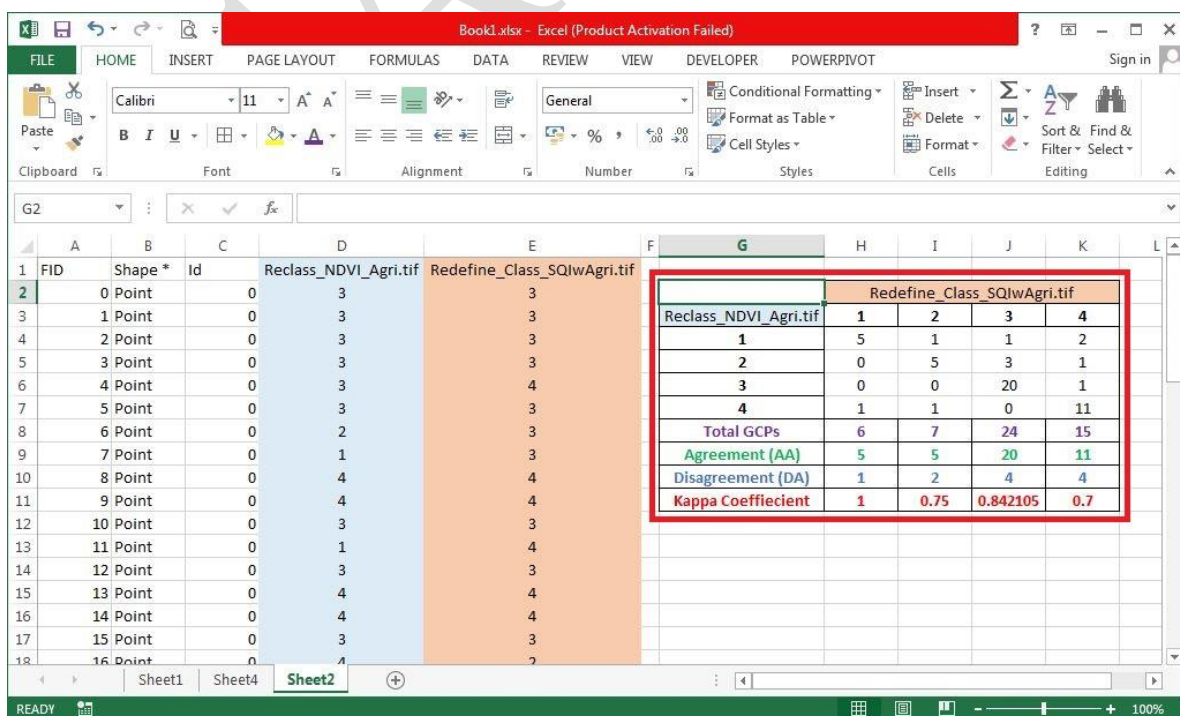 Book1.xlsx - Excel (Product Activation Failed)
FILE HOME INSERT PAGE LAYOUT FORMULAS DATA REVIEW VIEW DEVELOPER POWERPIVOT Sign in
Calibri 11 General Conditional Formatting Insert
Paste Format as Table Delete Sort & Find &
B I U A % , Cell Styles Format Filter Select
Clipboard Font Alignment Number Styles Cells Editing
G2 fx
A B C D E F G H I J K L
1 FID Shape * Id Reclass_NDVI_Agri.tif Redefine_Class_SQIwAgri.tif
2 0 Point 0 3 3 Redefine_Class_SQIwAgri.tif
3 1 Point 0 3 3 Reclass_NDVI_Agri.tif 1 2 3 4
4 2 Point 0 3 3 1 5 1 1 2
5 3 Point 0 3 3 2 0 5 3 1
6 4 Point 0 3 4 3 0 0 20 1
7 5 Point 0 3 3 4 1 1 0 11
8 6 Point 0 2 3 Total GCPs 6 7 24 15
9 7 Point 0 1 3 Agreement (AA) 5 5 20 11
10 8 Point 0 4 4 Disagreement (DA) 1 2 4 4
11 9 Point 0 4 4 Kappa Coeffiecient 1 0.75 0.842105 0.7
12 10 Point 0 3 3
13 11 Point 0 1 4
14 12 Point 0 3 3
15 13 Point 0 4 4
16 14 Point 0 4 4
17 15 Point 0 3 3
18 16 Point 0 4 2
Sheet1 Sheet4 Sheet2
READY 100%